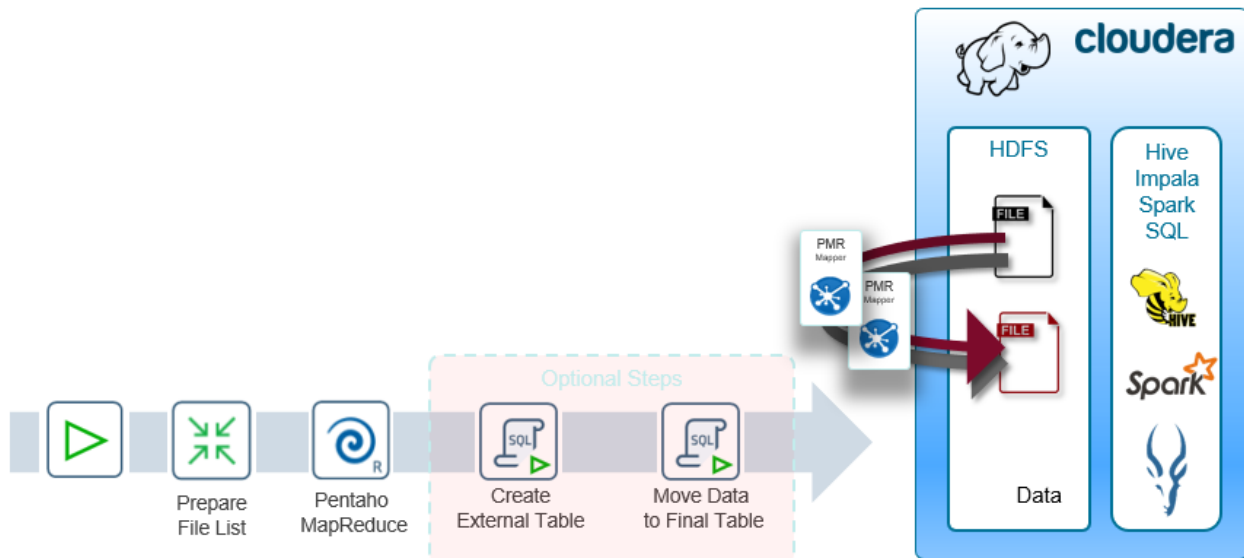 cloudera
HDFS
Hive
Impala
Spark
SQL
FILE
PMR
Mapper
PMR
Mapper
HIVE
FILE
Optional Steps
Spark
SQL
SQL
R
Prepare
File List
Pentaho
MapReduce
Create
External Table
Move Data
to Final Table
Data